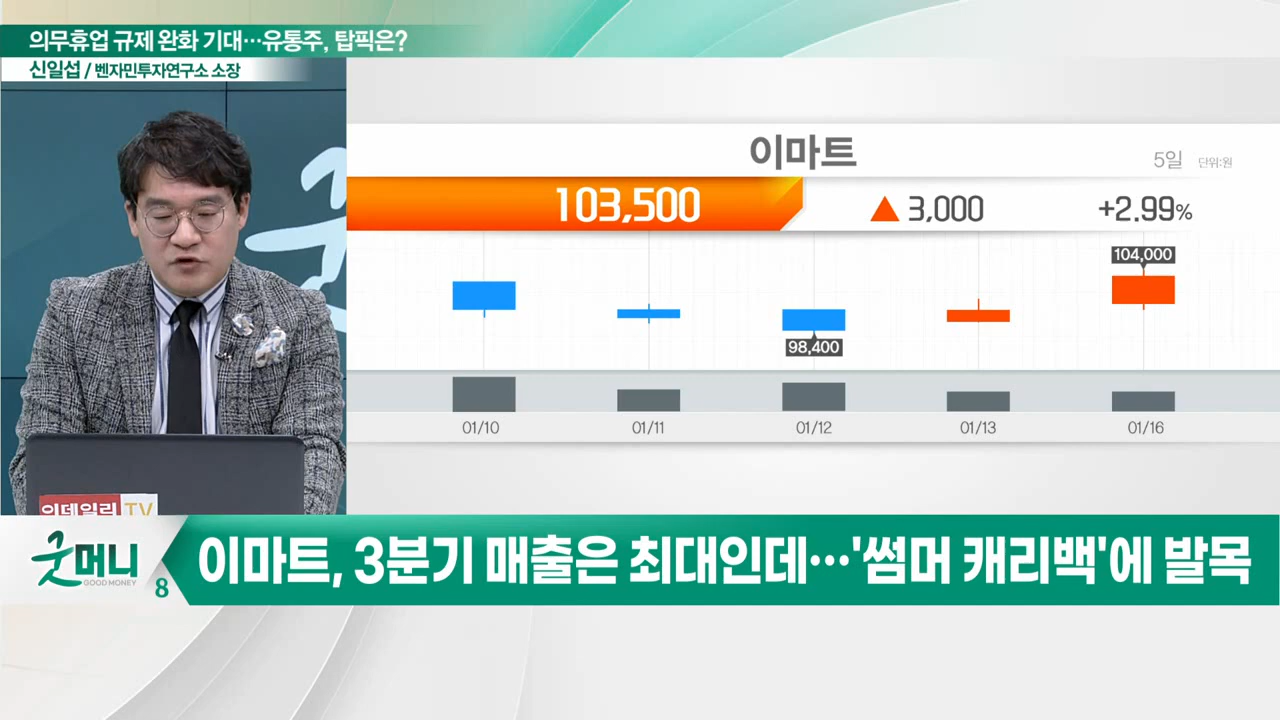 의무휴업 규제 완화 기대…유통주, 탑픽은?
신일섭 / 벤자민투자연구소 소장
이마트
5일 단위:원
103,500 ▲ 3,000 +2.99%
104,000
98,400
01/10 01/11 01/12 01/13 01/16
이데일리 TV
굿머니
GOOD MONEY
8
이마트, 3분기 매출은 최대인데…'썸머 캐리백'에 발목